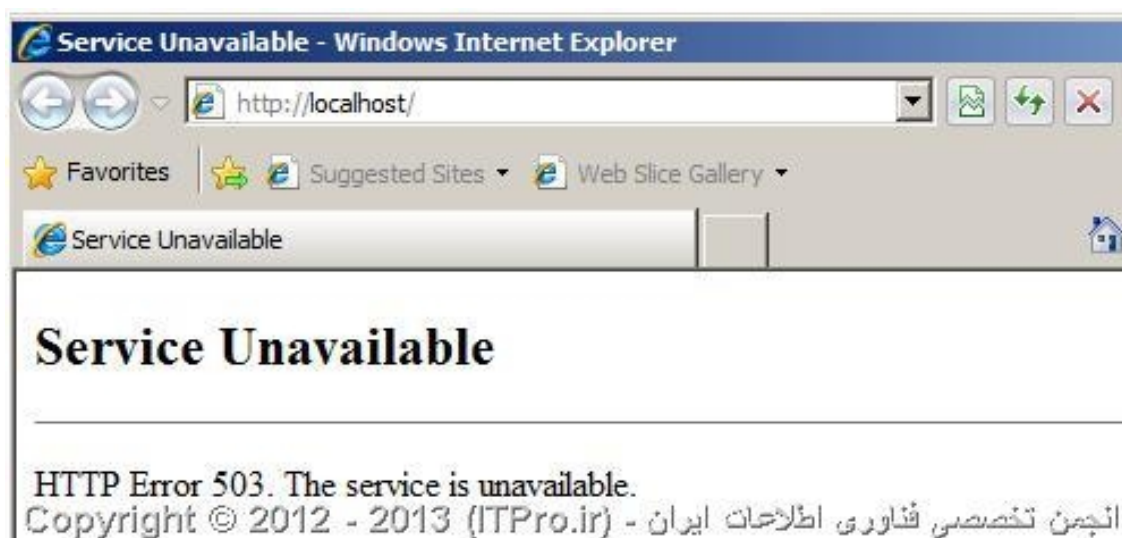 Service Unavailable - Windows Internet Explorer
http://localhost/
Favorites Suggested Sites Web Slice Gallery
Service Unavailable
Service Unavailable
HTTP Error 503. The service is unavailable.
Copyright © 2012 - 2013 (ITPro.ir) - انجمن تخصصی فناوری اطلاعات ایران